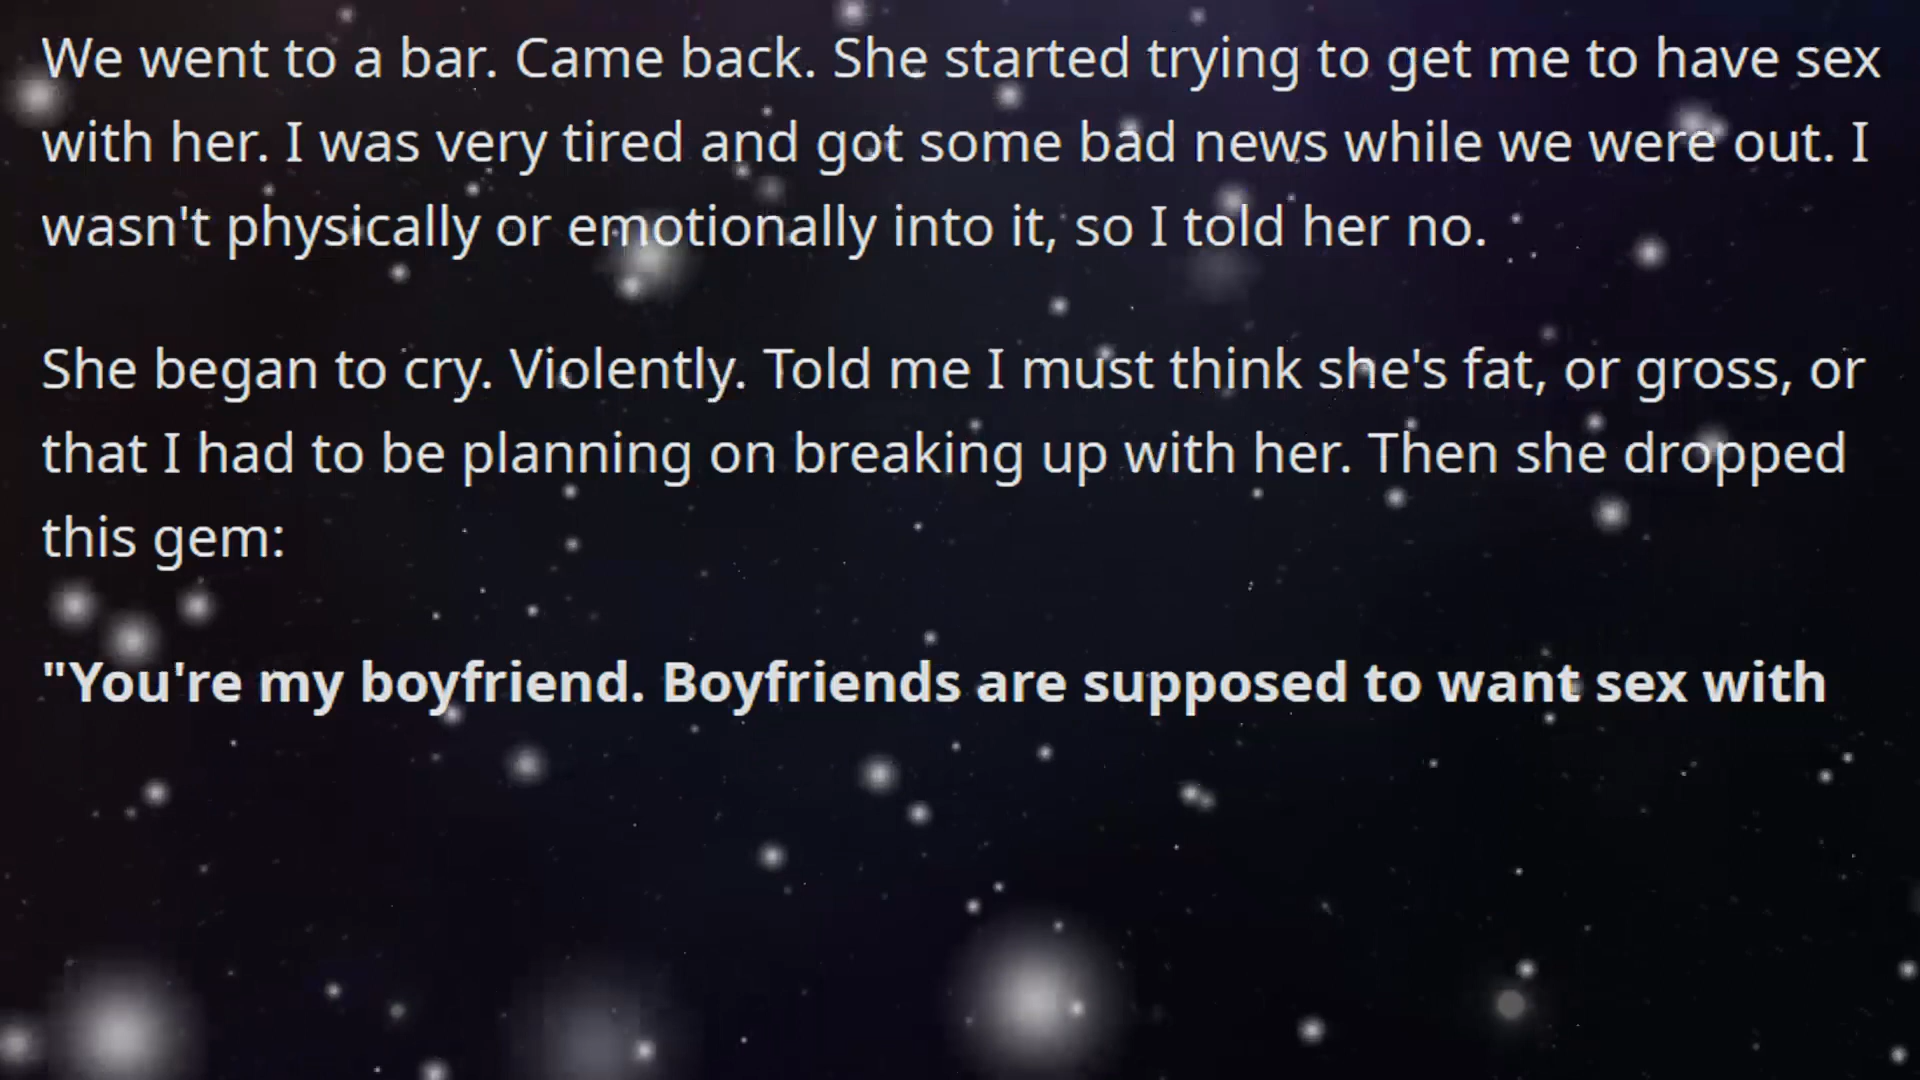 We went to a bar. Came back. She started trying to get me to have sex
with her. I was very tired and got some bad news while we were out. I
wasn't physically or emotionally into it, so I told her no.
She began to cry. Violently. Told me I must think she's fat, or gross, or
that I had to be planning on breaking up with her. Then she dropped
this gem:
"You're my boyfriend. Boyfriends are supposed to want sex with